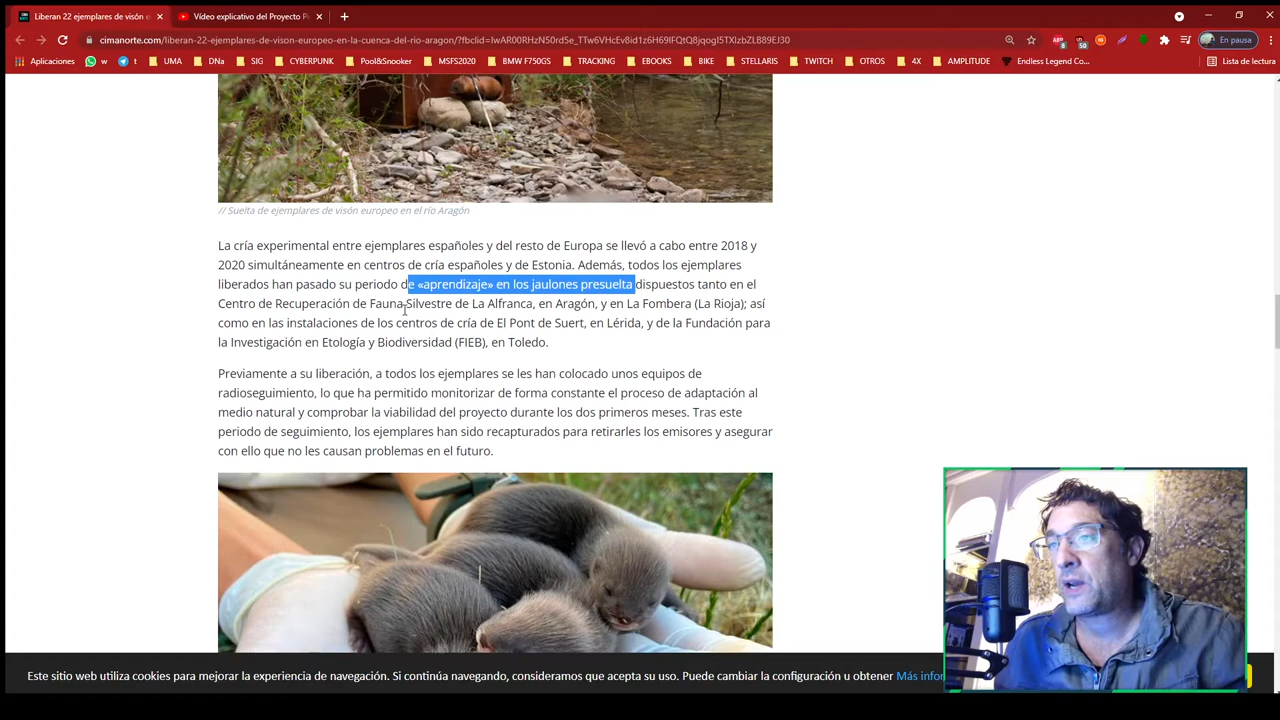 Liberan 22 ejemplares de visón e
Vídeo explicativo del Proyecto P
cimanorte.com/liberan-22-ejemplares-de-vison-europeo-en-la-cuenca-del-rio-aragon/?fbclid=
En pausa
Aplicaciones W t UMA DNa SIG CYBERPUNK Pool&Snooker MSFS2020 BMW F750GS TRACKING EBOOKS BIKE STELLARIS TWITCH OTROS 4X AMPLITUDE Endless Legend Co... Lista de lectura
// Suelta de ejemplares de visón europeo en el río Aragón
La cría experimental entre ejemplares españoles y del resto de Europa se llevó a cabo entre 2018 y
2020 simultáneamente en centros de cría españoles y de Estonia. Además, todos los ejemplares
liberados han pasado su periodo de «aprendizaje» en los jaulones presuelta dispuestos tanto en el
Centro de Recuperación de Fauna Silvestre de La Alfranca, en Aragón, y en La Fombera (La Rioja); así
como en las instalaciones de los centros de cría de El Pont de Suert, en Lérida, y de la Fundación para
la Investigación en Etología y Biodiversidad (FIEB), en Toledo.
Previamente a su liberación, a todos los ejemplares se les han colocado unos equipos de
radioseguimiento, lo que ha permitido monitorizar de forma constante el proceso de adaptación al
medio natural y comprobar la viabilidad del proyecto durante los dos primeros meses. Tras este
periodo de seguimiento, los ejemplares han sido recapturados para retirarles los emisores y asegurar
con ello que no les causan problemas en el futuro.
Este sitio web utiliza cookies para mejorar la experiencia de navegación. Si continúa navegando, consideramos que acepta su uso. Puede cambiar la configuración u obtener Más infor